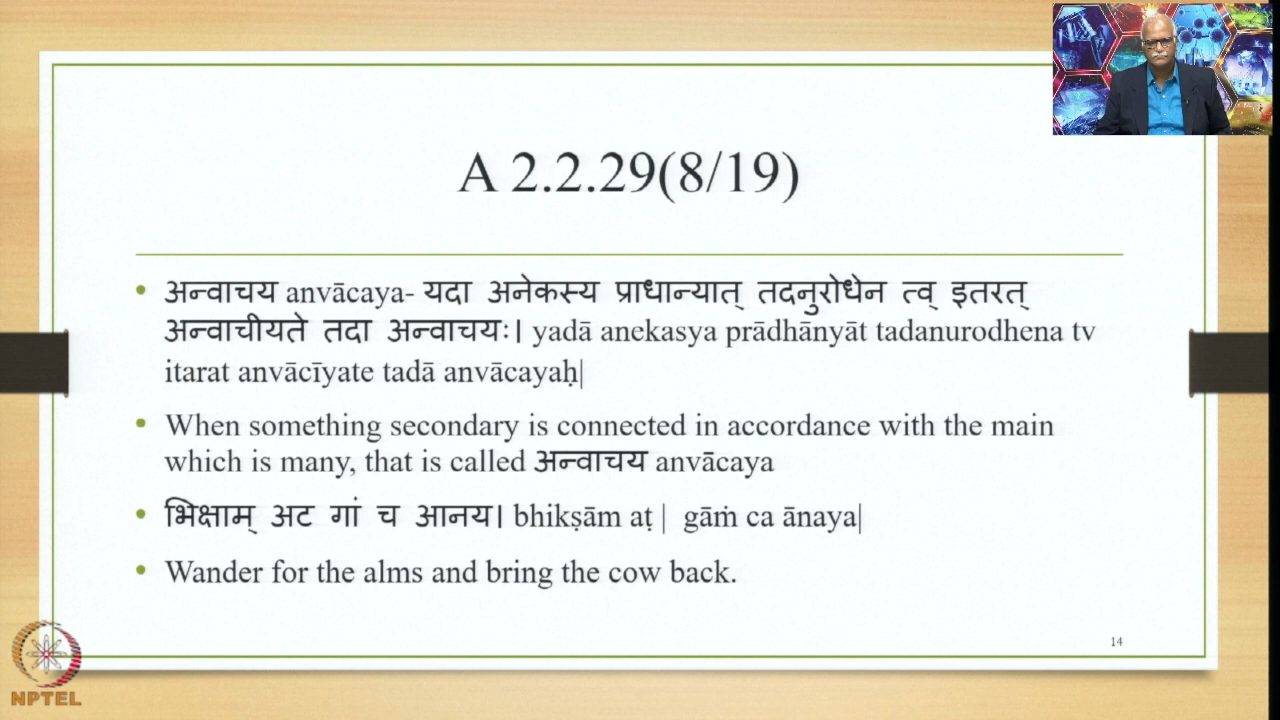 A 2.2.29(8/19)
अन्वाचय anvācaya- यदा अनेकस्य प्राधान्यात् तदनुरोधेन त्व् इतरत्
अन्वाचीयते तदा अन्वाचयः। yadā anekasya prādhānyāt tadanurodhena tv
itarat anvācīyate tadā anvācayaḥ|
When something secondary is connected in accordance with the main
which is many, that is called अन्वाचय anvācaya
भिक्षाम् अट गां च आनय। bhikṣām aṭ | gāṁ ca ānaya|
Wander for the alms and bring the cow back.
14
NPTEL